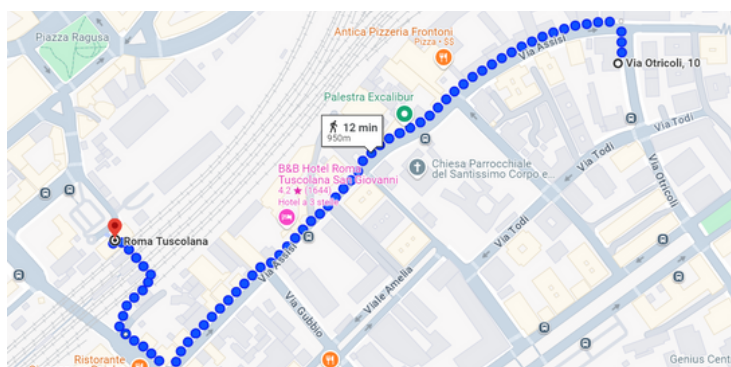 Piazza Ragusa
Antica Pizzeria Frontoni
Pizza · $$
Via Assisi
Via Otricoli, 10
Palestra Excalibur
12 min
950m
Via Todi
B&B Hotel Roma
Tuscolana San Giovanni
4,2 ★ (1644)
Hotel a 3 stelle
Chiesa Parrocchiale
del Santissimo Corpo e...
Via Otricoli
Via Todi
Roma Tuscolana
Via Assisi
Viale Amelia
Via Gubbio
Ristorante
Genius Cent